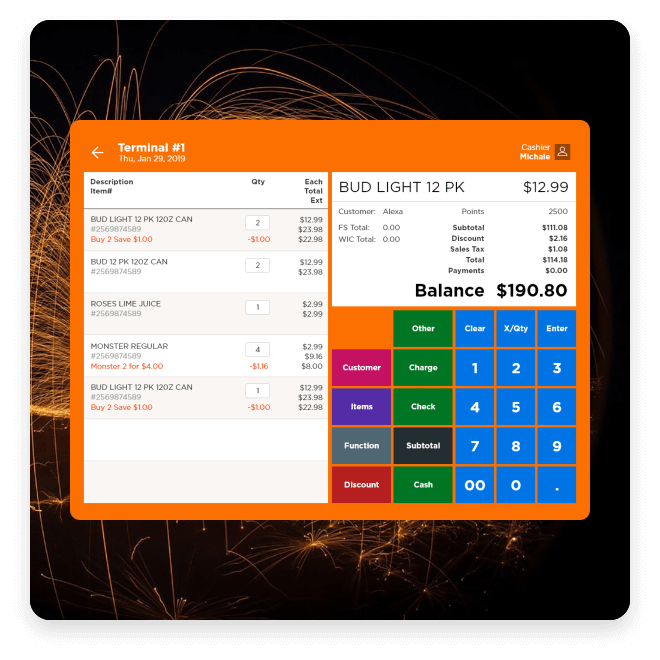 Terminal #1
Thu, Jan 29, 2019
Cashier
Michale
Description Qty Each
Item# Total
Ext
BUD LIGHT 12 PK 12OZ CAN 2 $12.99
#2569874589 $23.98
Buy 2 Save $1.00 -$1.00 $22.98
BUD 12 PK 12OZ CAN 2 $12.99
#2569874589 $23.98
ROSES LIME JUICE 1 $2.99
#2569874589 $2.99
MONSTER REGULAR 4 $2.99
#2569874589 $9.16
Monster 2 for $4.00 -$1.16 $8.00
BUD LIGHT 12 PK 12OZ CAN 1 $12.99
#2569874589 $23.98
Buy 2 Save $1.00 -$1.00 $22.98
BUD LIGHT 12 PK $12.99
Customer: Alexa Points 2500
FS Total: 0.00 Subtotal $111.08
WIC Total: 0.00 Discount $2.16
Sales Tax $1.08
Total $114.18
Payments $0.00
Balance $190.80
Other Clear X/Qty Enter
Customer Charge 1 2 3
Items Check 4 5 6
Function Subtotal 7 8 9
Discount Cash 00 0 .